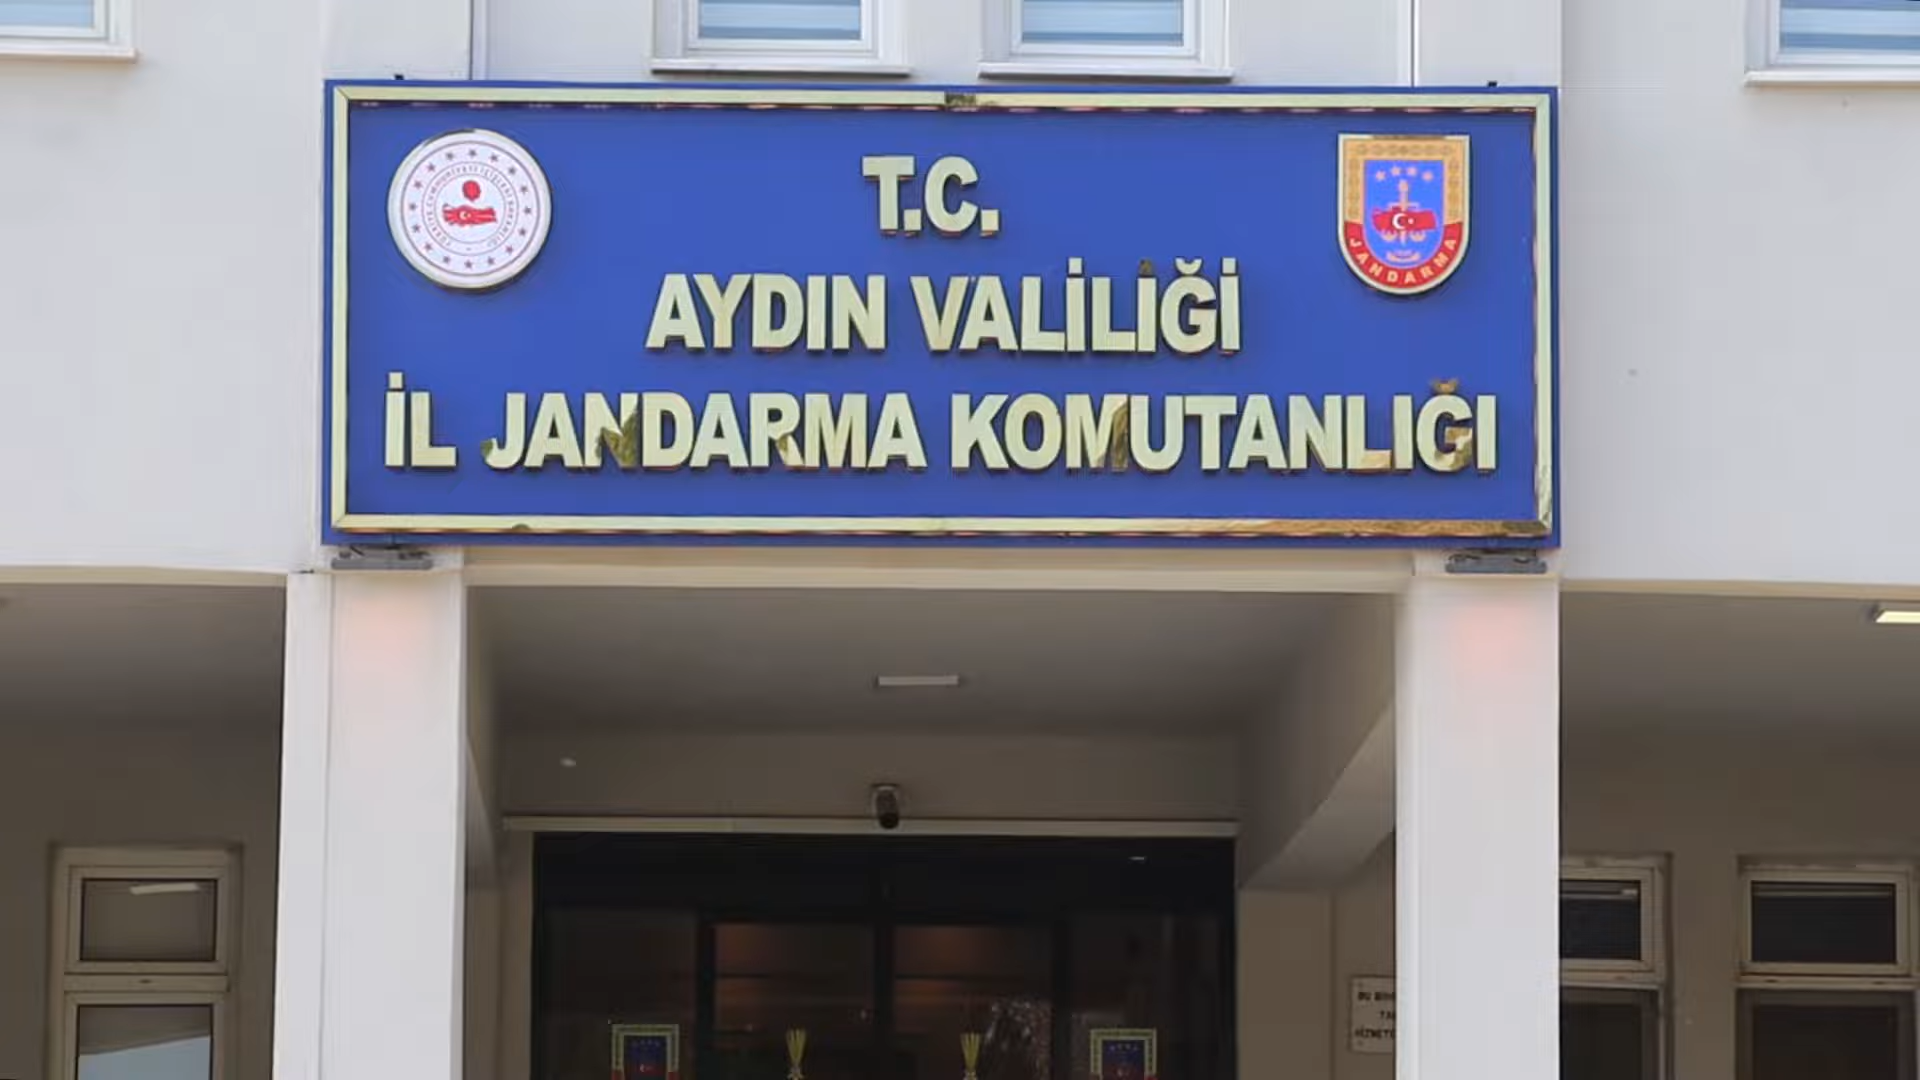 T.C.
AYDIN VALİLİĞİ
İL JANDARMA KOMUTANLIĞI
JANDARMA